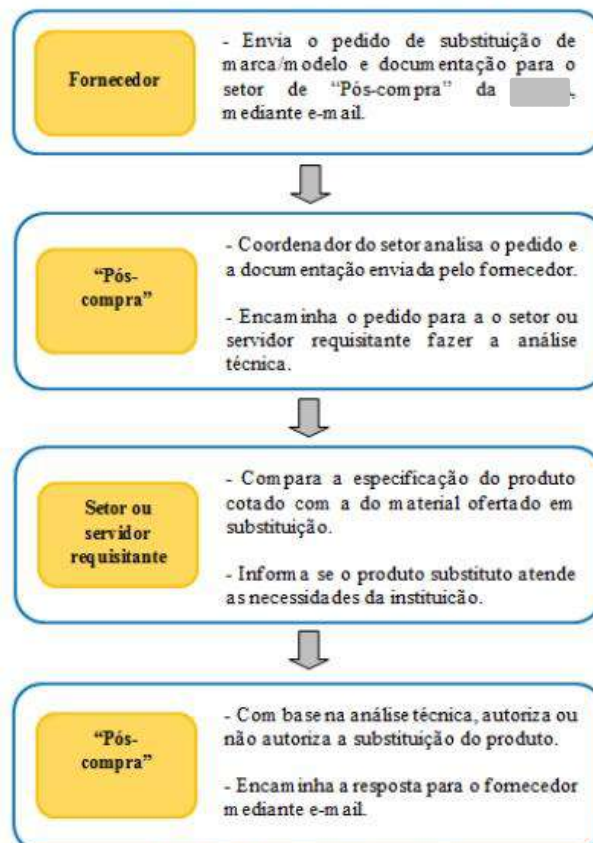 Fornecedor
- Envia o pedido de substituição de
marca/modelo e documentação para o
setor de “Pós-compra” da
mediante e-mail.
“Pós-
compra”
- Coordenador do setor analisa o pedido e
a documentação enviada pelo fornecedor.
- Encaminha o pedido para a o setor ou
servidor requisitante fazer a análise
técnica.
Setor ou
servidor
requisitante
- Compara a especificação do produto
cotado com a do material ofertado em
substituição.
- Informa se o produto substituto atende
as necessidades da instituicão.
“Pós-
compra”
- Com base na análise técnica, autoriza ou
não autoriza a substituição do produto.
- Encaminha a resposta para o fornecedor
mediante e-mail.